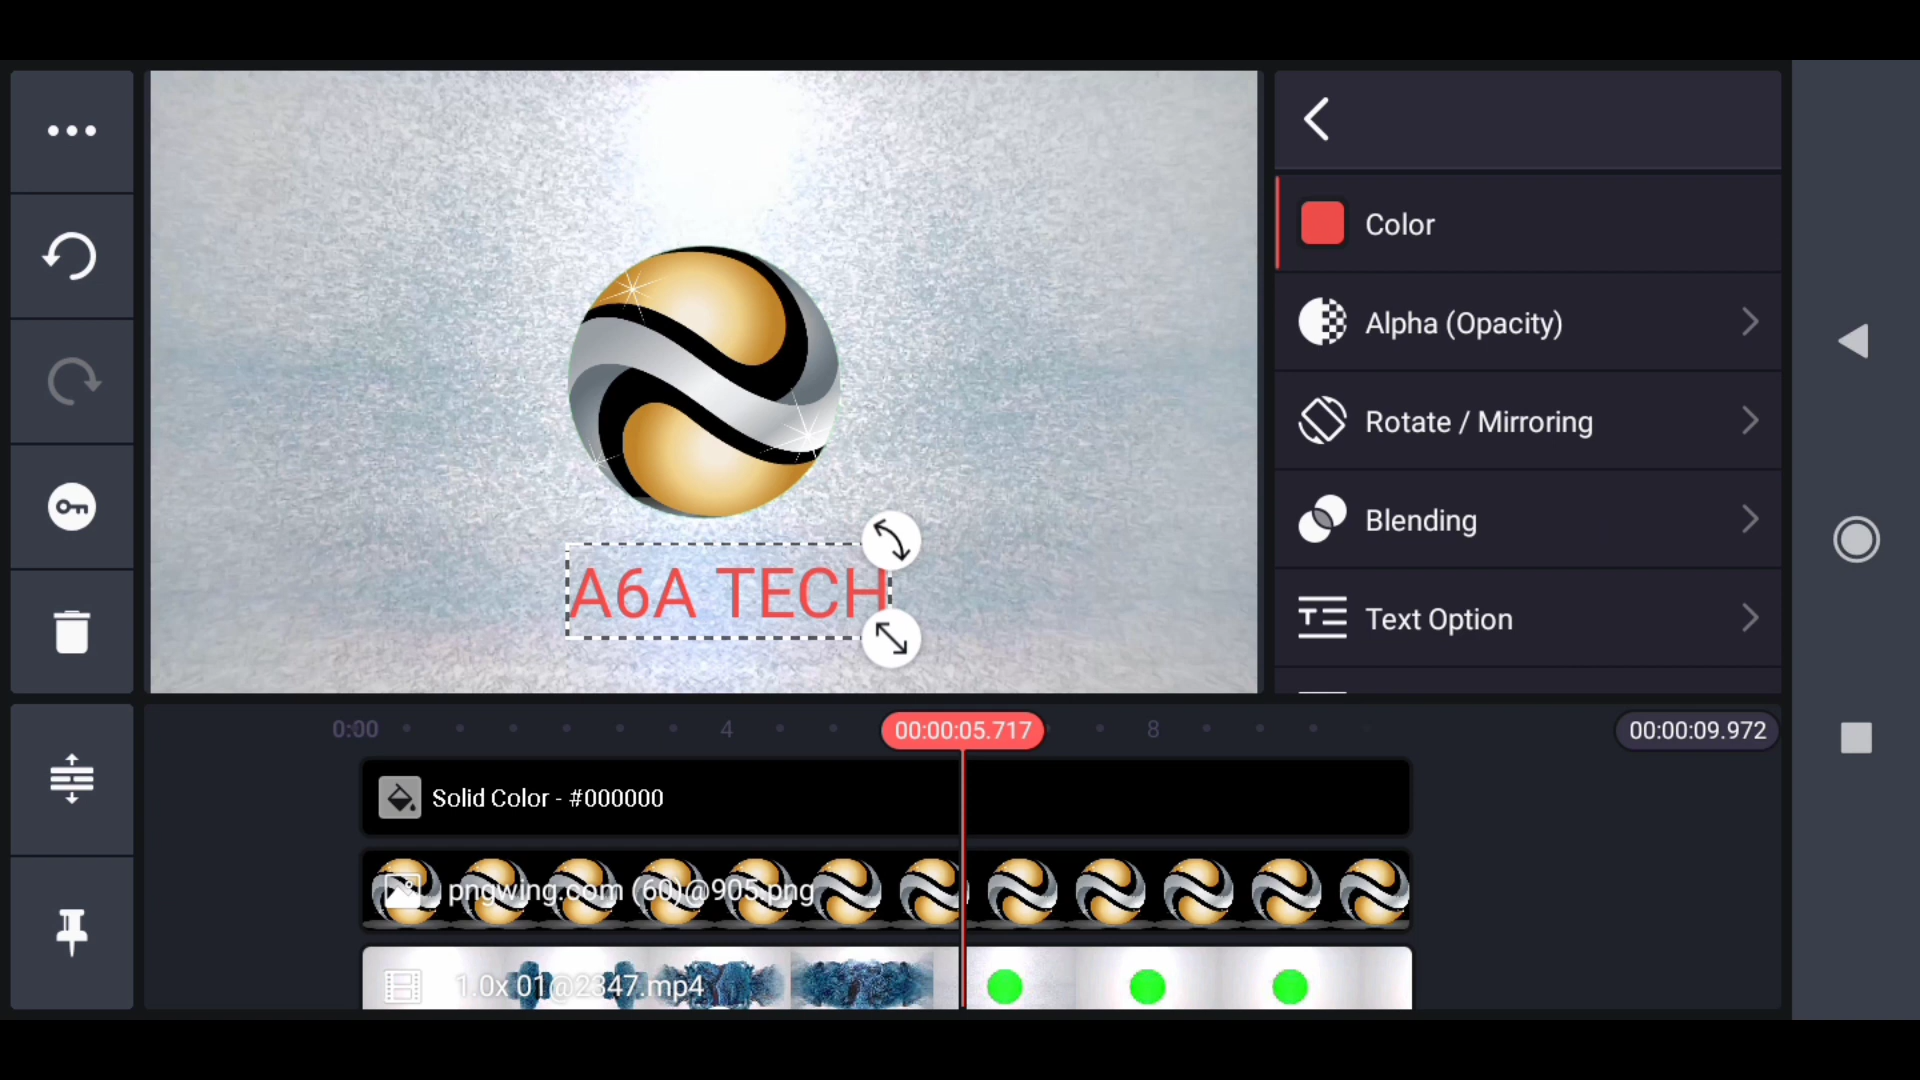 Color
Alpha (Opacity)
Rotate / Mirroring
Blending
Text Option
A6A TECH
0:00
4
00:00:05.717
8
00:00:09.972
Solid Color - #000000
pngwing.com (60)@905.png
1.0x 01@2347.mp4